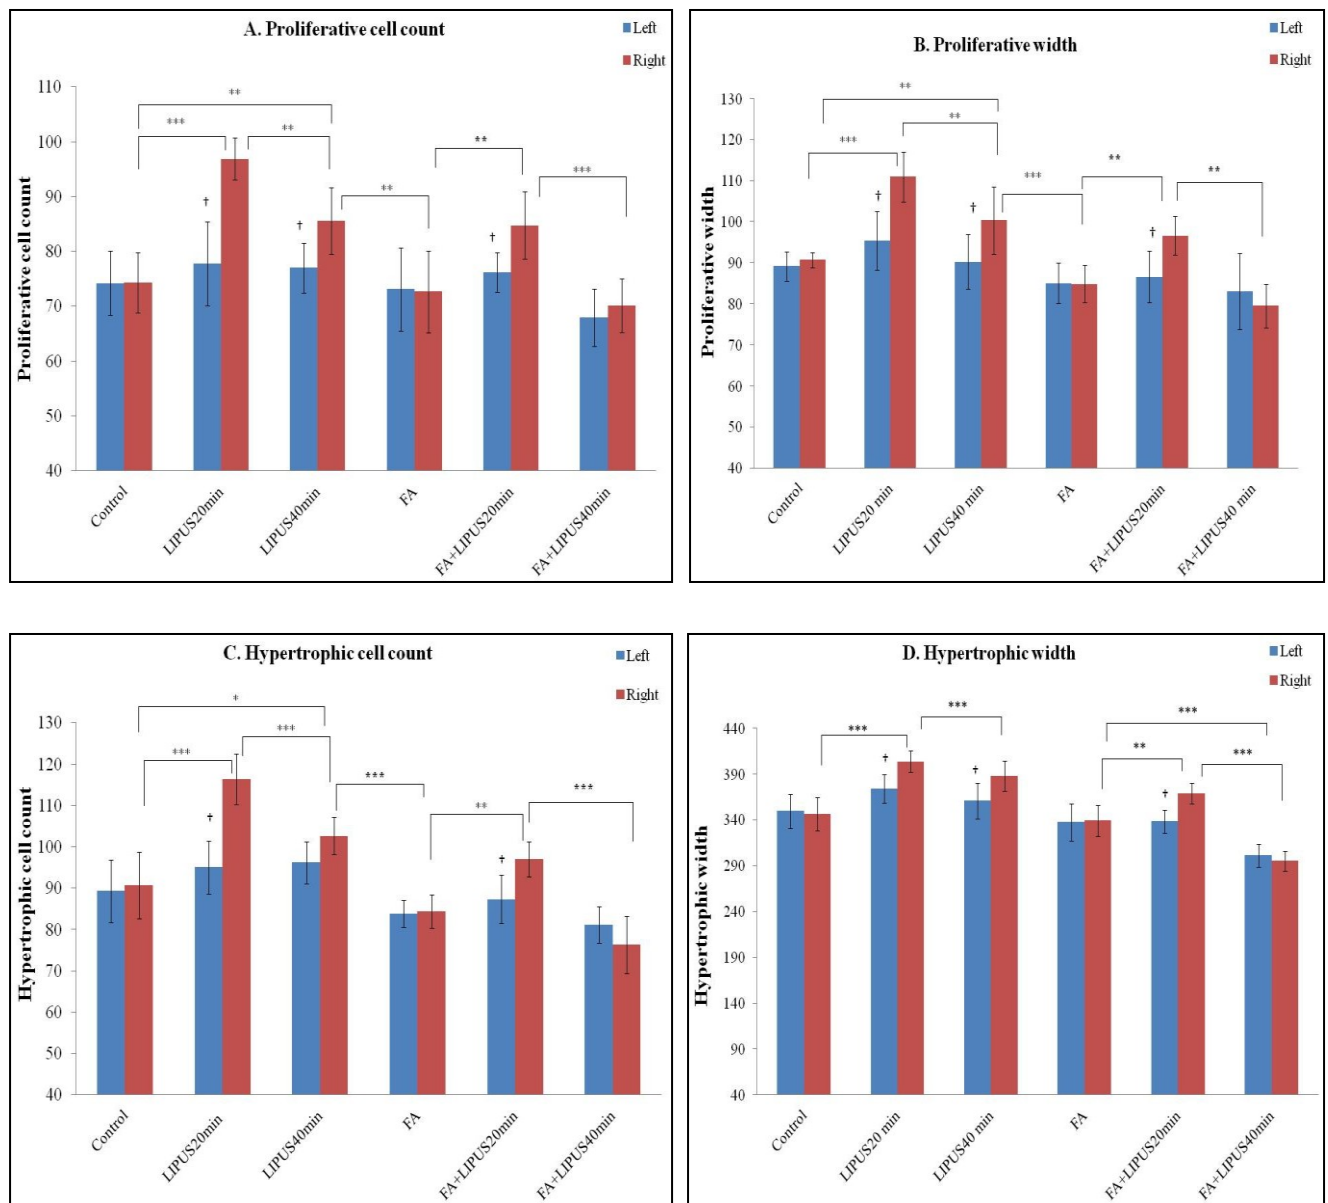 A. Proliferative cell count
Left
Right
Proliferative cell count
110
100
90
80
70
60
50
40
**
***
**
**
**
***
†
†
†
Control
LIPUS20min
LIPUS40min
FA
FA+LIPUS20min
FA+LIPUS40min
B. Proliferative width
Left
Right
Proliferative width
130
120
110
100
90
80
70
60
50
40
**
**
***
***
**
**
†
†
†
Control
LIPUS20 min
LIPUS40 min
FA
FA+LIPUS20min
FA+LIPUS40 min
C. Hypertrophic cell count
Left
Right
Hypertrophic cell count
130
120
110
100
90
80
70
60
50
40
*
***
***
***
**
***
†
†
Control
LIPUS20min
LIPUS40min
FA
FA+LIPUS20min
FA+LIPUS40min
D. Hypertrophic width
Left
Right
Hypertrophic width
440
390
340
290
240
190
140
90
40
***
***
***
**
***
†
†
†
Control
LIPUS20 min
LIPUS40 min
FA
FA+LIPUS20min
FA+LIPUS40min